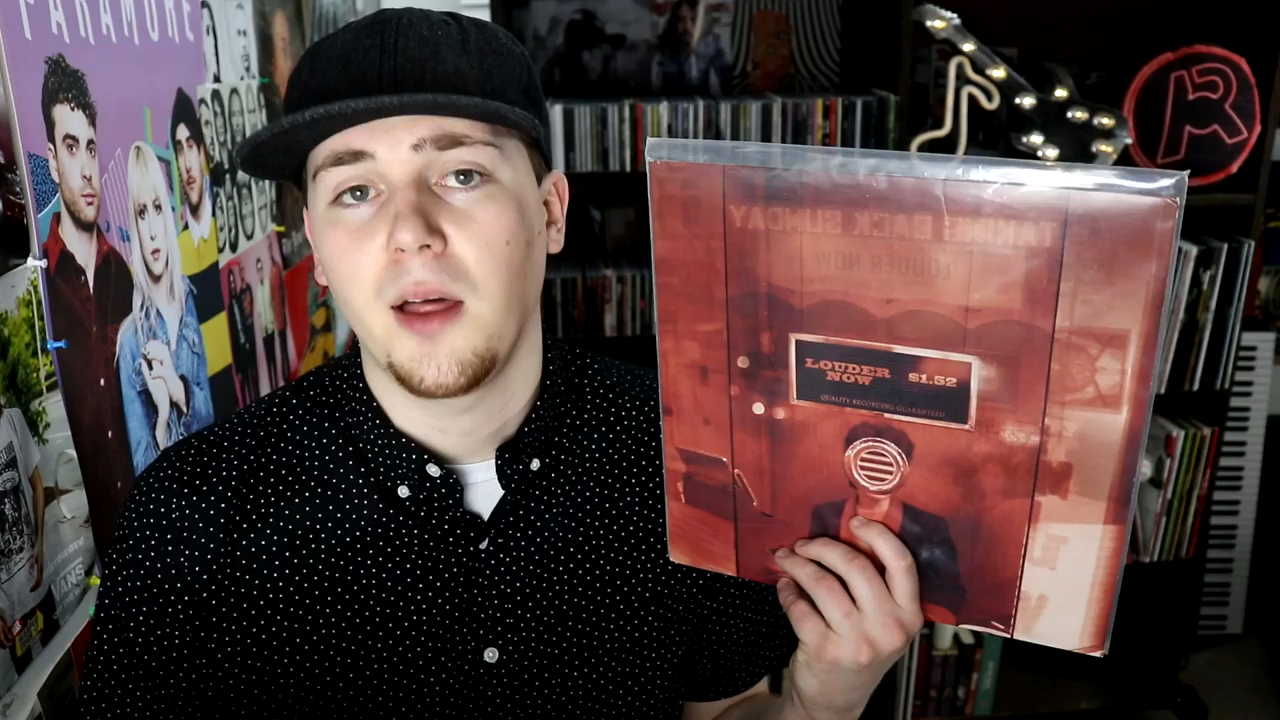 PARAMORE
TAKING BACK SUNDAY
LOUDER NOW
LOUDER
NOW
$1.52
QUALITY RECORDING GUARANTEED
VANS